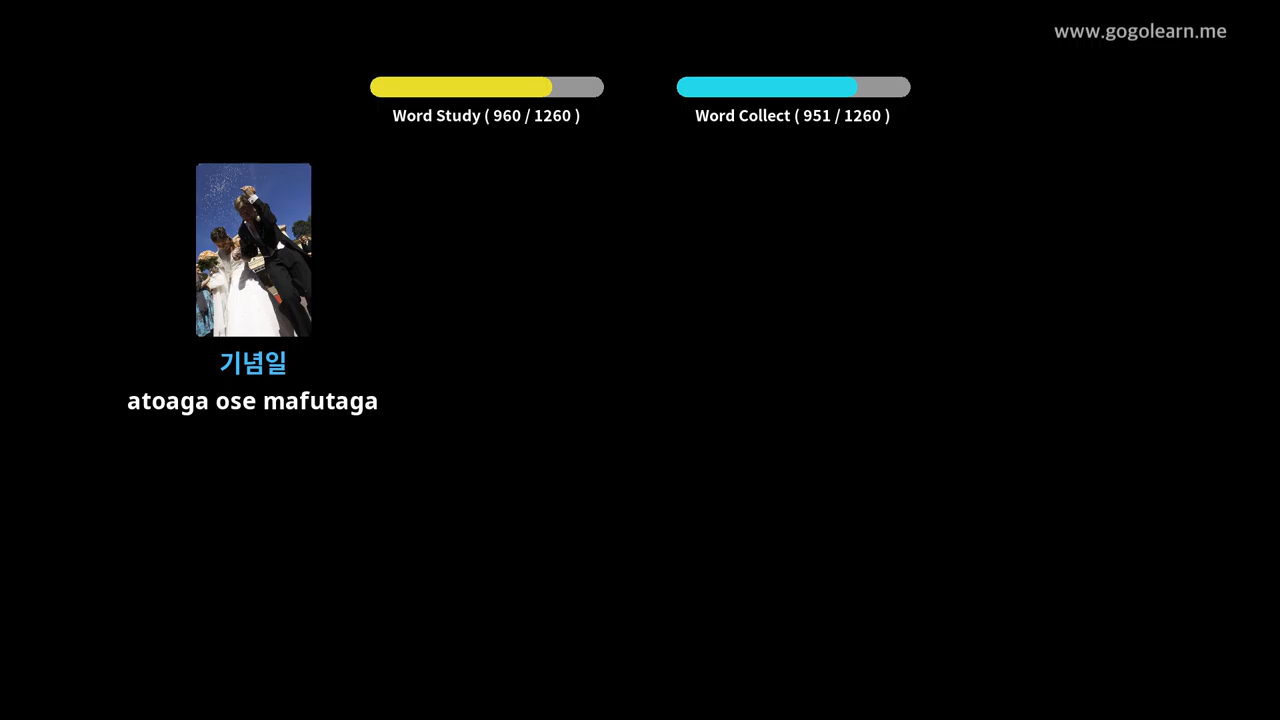 www.gogolearn.me
Word Study ( 960 / 1260 )
Word Collect ( 951 / 1260 )
기념일
atoaga ose mafutaga